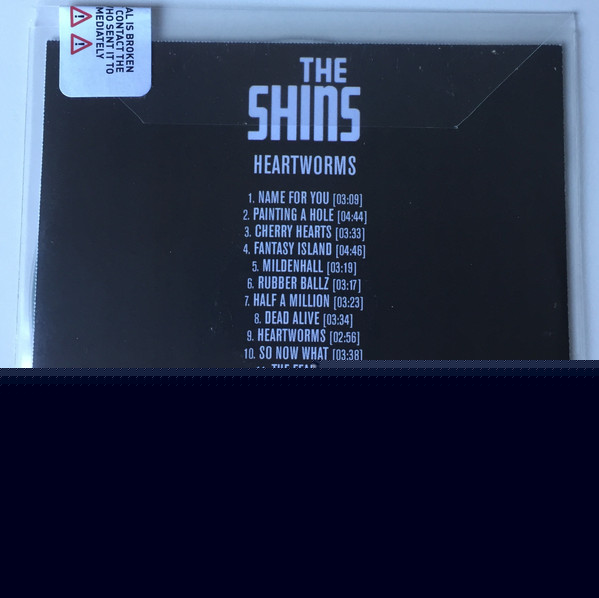 AL IS BROKEN
CONTACT THE
HO SENT IT TO
MEDIATELY
THE
SHINS
HEARTWORMS
1. NAME FOR YOU [03:09]
2. PAINTING A HOLE [04:44]
3. CHERRY HEARTS [03:33]
4. FANTASY ISLAND [04:46]
5. MILDENHALL [03:19]
6. RUBBER BALLZ [03:17]
7. HALF A MILLION [03:23]
8. DEAD ALIVE [03:34]
9. HEARTWORMS [02:56]
10. SO NOW WHAT [03:38]
THE FEAR